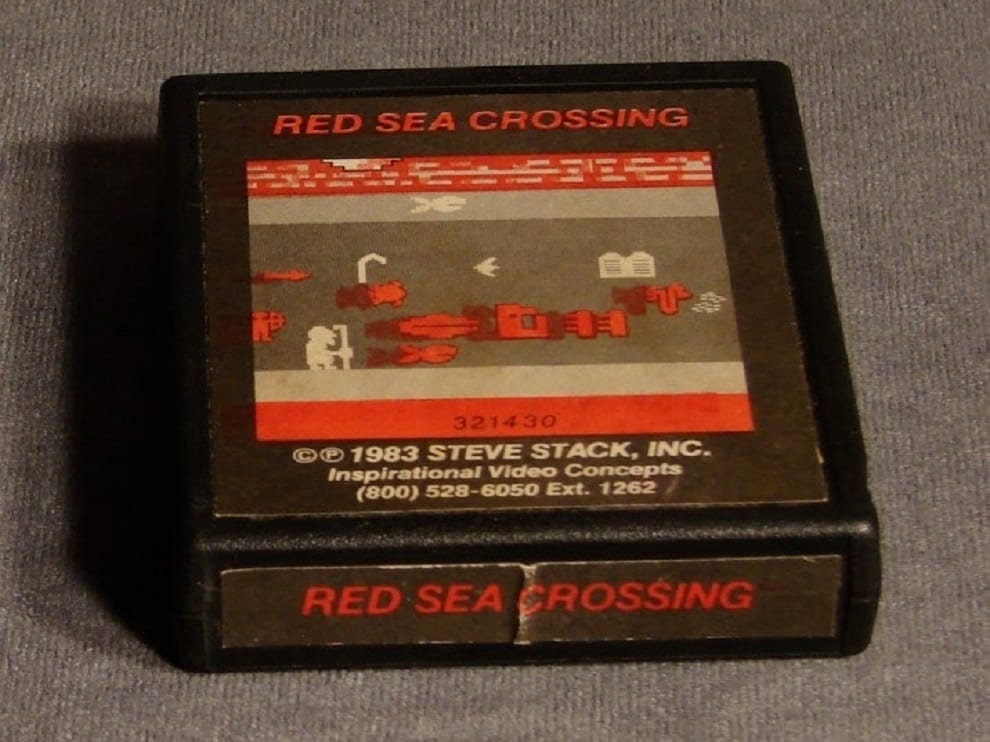 RED SEA CROSSING
321430
©℗ 1983 STEVE STACK, INC.
Inspirational Video Concepts
(800) 528-6050 Ext. 1262
RED SEA CROSSING